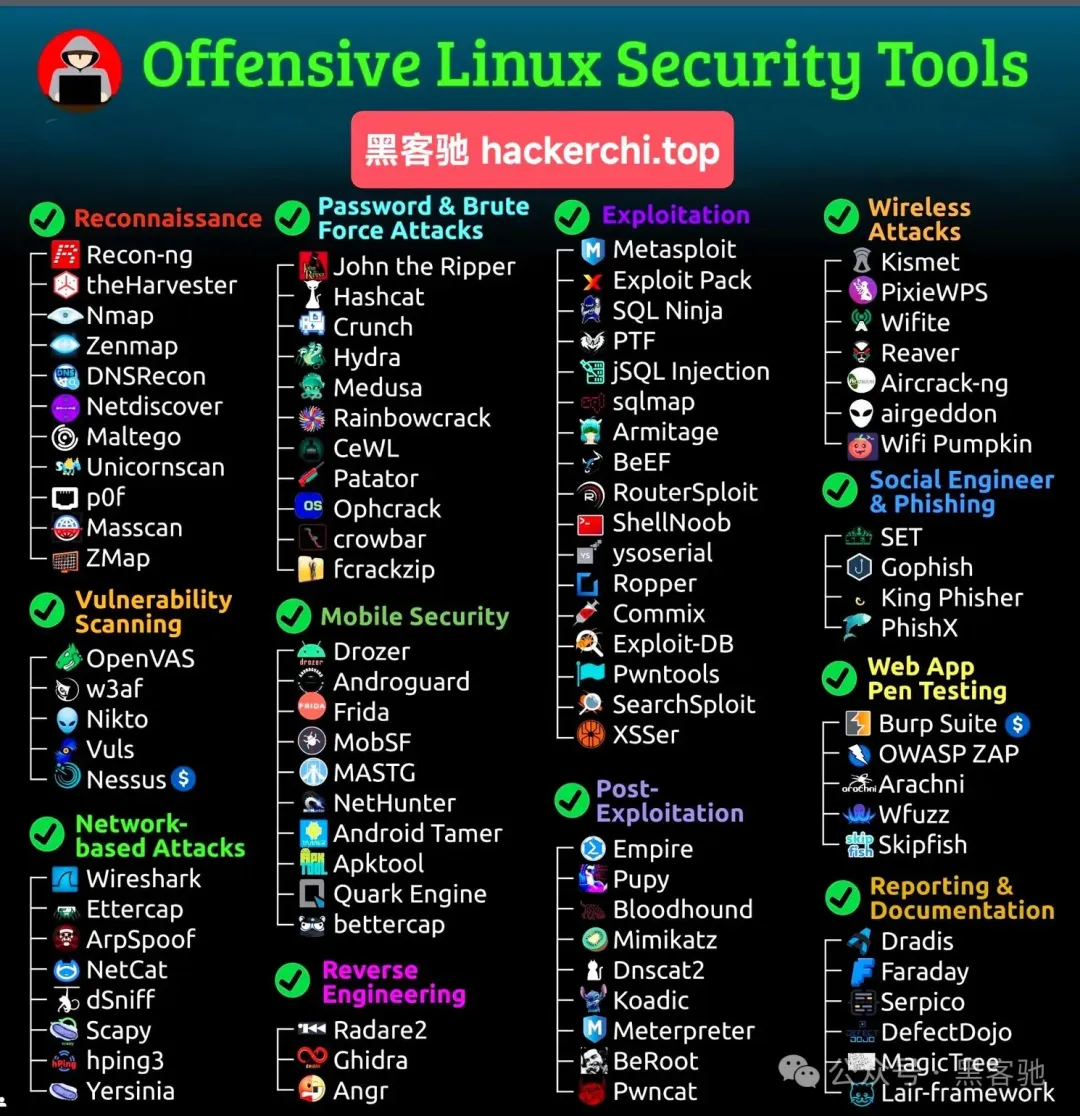 Offensive Linux Security Tools
黑客驰 hackerchi.top
Reconnaissance
Recon-ng
theHarvester
Nmap
Zenmap
DNSRecon
Netdiscover
Maltego
Unicornscan
p0f
Masscan
ZMap
Vulnerability
Scanning
OpenVAS
w3af
Nikto
Vuls
Nessus $
Network-
based Attacks
Wireshark
Ettercap
ArpSpoof
NetCat
dSniff
Scapy
hping3
Yersinia
Password & Brute
Force Attacks
John the Ripper
Hashcat
Crunch
Hydra
Medusa
Rainbowcrack
CeWL
Patator
Ophcrack
crowbar
fcrackzip
Mobile Security
Drozer
Androguard
Frida
MobSF
MASTG
NetHunter
Android Tamer
Apktool
Quark Engine
bettercap
Reverse
Engineering
Radare2
Ghidra
Angr
Exploitation
Metasploit
Exploit Pack
SQL Ninja
PTF
jSQL Injection
sqlmap
Armitage
BeEF
RouterSploit
ShellNoob
ysoserial
Ropper
Commix
Exploit-DB
Pwntools
SearchSploit
XSSer
Post-
Exploitation
Empire
Pupy
Bloodhound
Mimikatz
Dnscat2
Koadic
Meterpreter
BeRoot
Pwncat
Wireless
Attacks
Kismet
PixieWPS
Wifite
Reaver
Aircrack-ng
airgeddon
Wifi Pumpkin
Social Engineer
& Phishing
SET
Gophish
King Phisher
PhishX
Web App
Pen Testing
Burp Suite $
OWASP ZAP
Arachni
Wfuzz
Skipfish
Reporting &
Documentation
Dradis
Faraday
Serpico
DefectDojo
MagicTree
Lair-framework
公众号 · 黑客驰